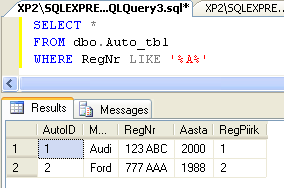 XP2\SQLEXPRE...QLQuery3.sql* XP2\SQLEXPRE
SELECT *
FROM dbo.Auto_tbl
WHERE RegNr LIKE '%A%'
Results Messages
AutoID M... RegNr Aasta RegPiirk
1 1 Audi 123 ABC 2000 1
2 2 Ford 777 AAA 1988 2